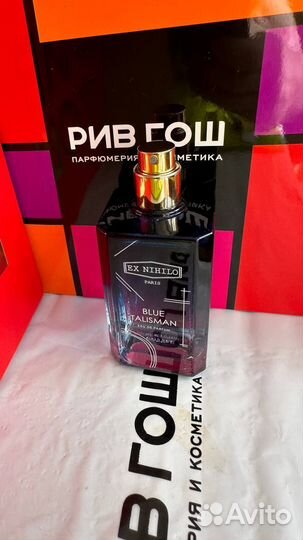 РИВ ГОШ
ПАРФЮМЕРИЯ КОСМЕТИКА
EX NIHILO
PARIS
BLUE
TALISMAN
EAU DE PARFUM
В ГОШ
РИЯ И КОСМЕТИКА
Avito